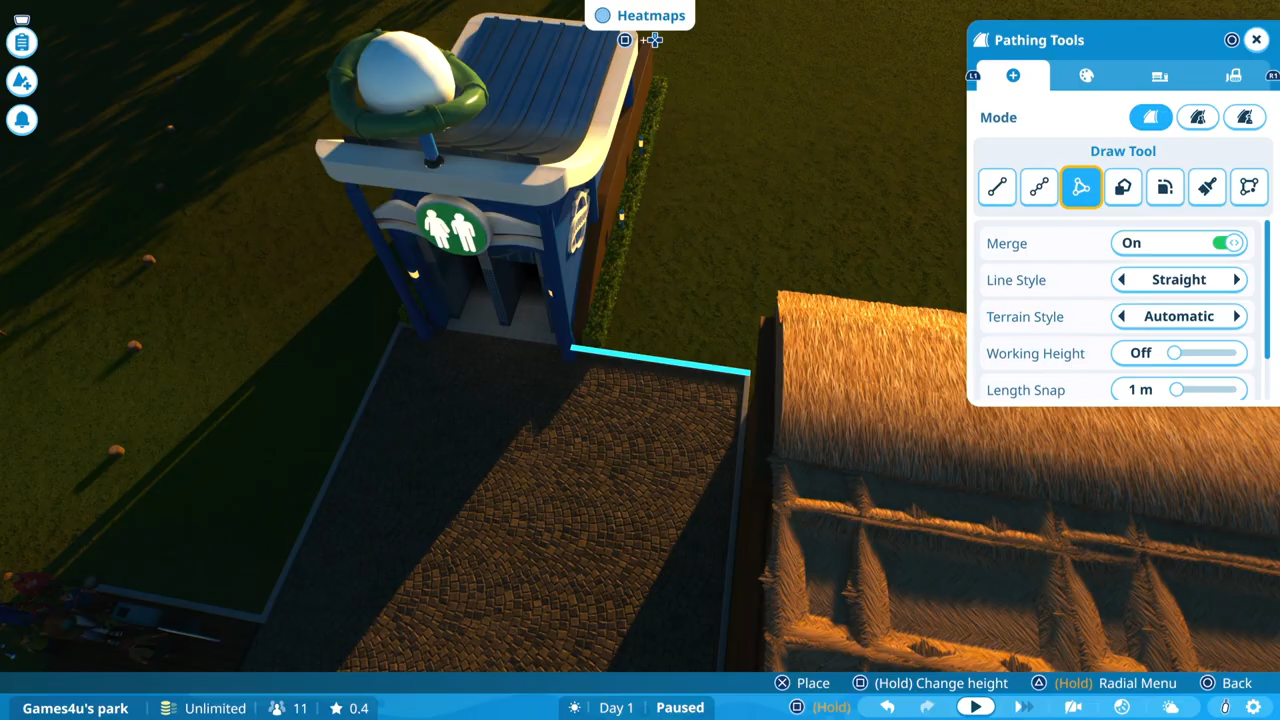 Heatmaps
+
Pathing Tools
L1
R1
Mode
Draw Tool
Merge
On
Line Style
Straight
Terrain Style
Automatic
Working Height
Off
Length Snap
1 m
Place
(Hold) Change height
(Hold) Radial Menu
Back
Games4u's park
Unlimited
11
0.4
Day 1
Paused
(Hold)